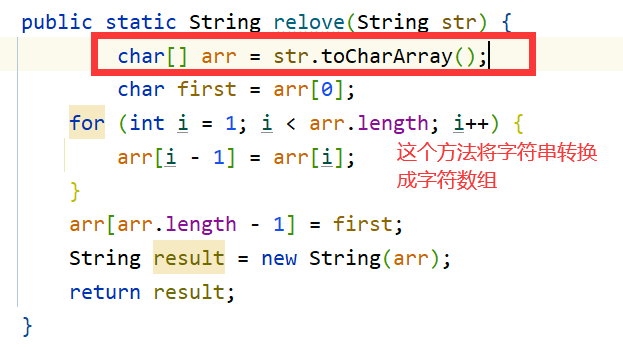 public static String relove(String str) {
char[] arr = str.toCharArray();
char first = arr[0];
for (int i = 1; i < arr.length; i++) {
arr[i - 1] = arr[i];
这个方法将字符串转换
成字符数组
}
arr[arr.length - 1] = first;
String result = new String(arr);
return result;
}